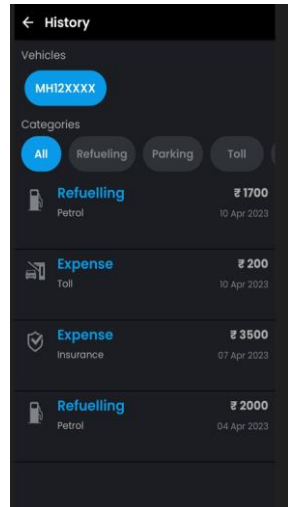 ← History
Vehicles
MH12XXXX
Categories
All Refueling Parking Toll
Refuelling ₹ 1700
Petrol 10 Apr 2023
Expense ₹ 200
Toll 10 Apr 2023
Expense ₹ 3500
Insurance 07 Apr 2023
Refuelling ₹ 2000
Petrol 04 Apr 2023